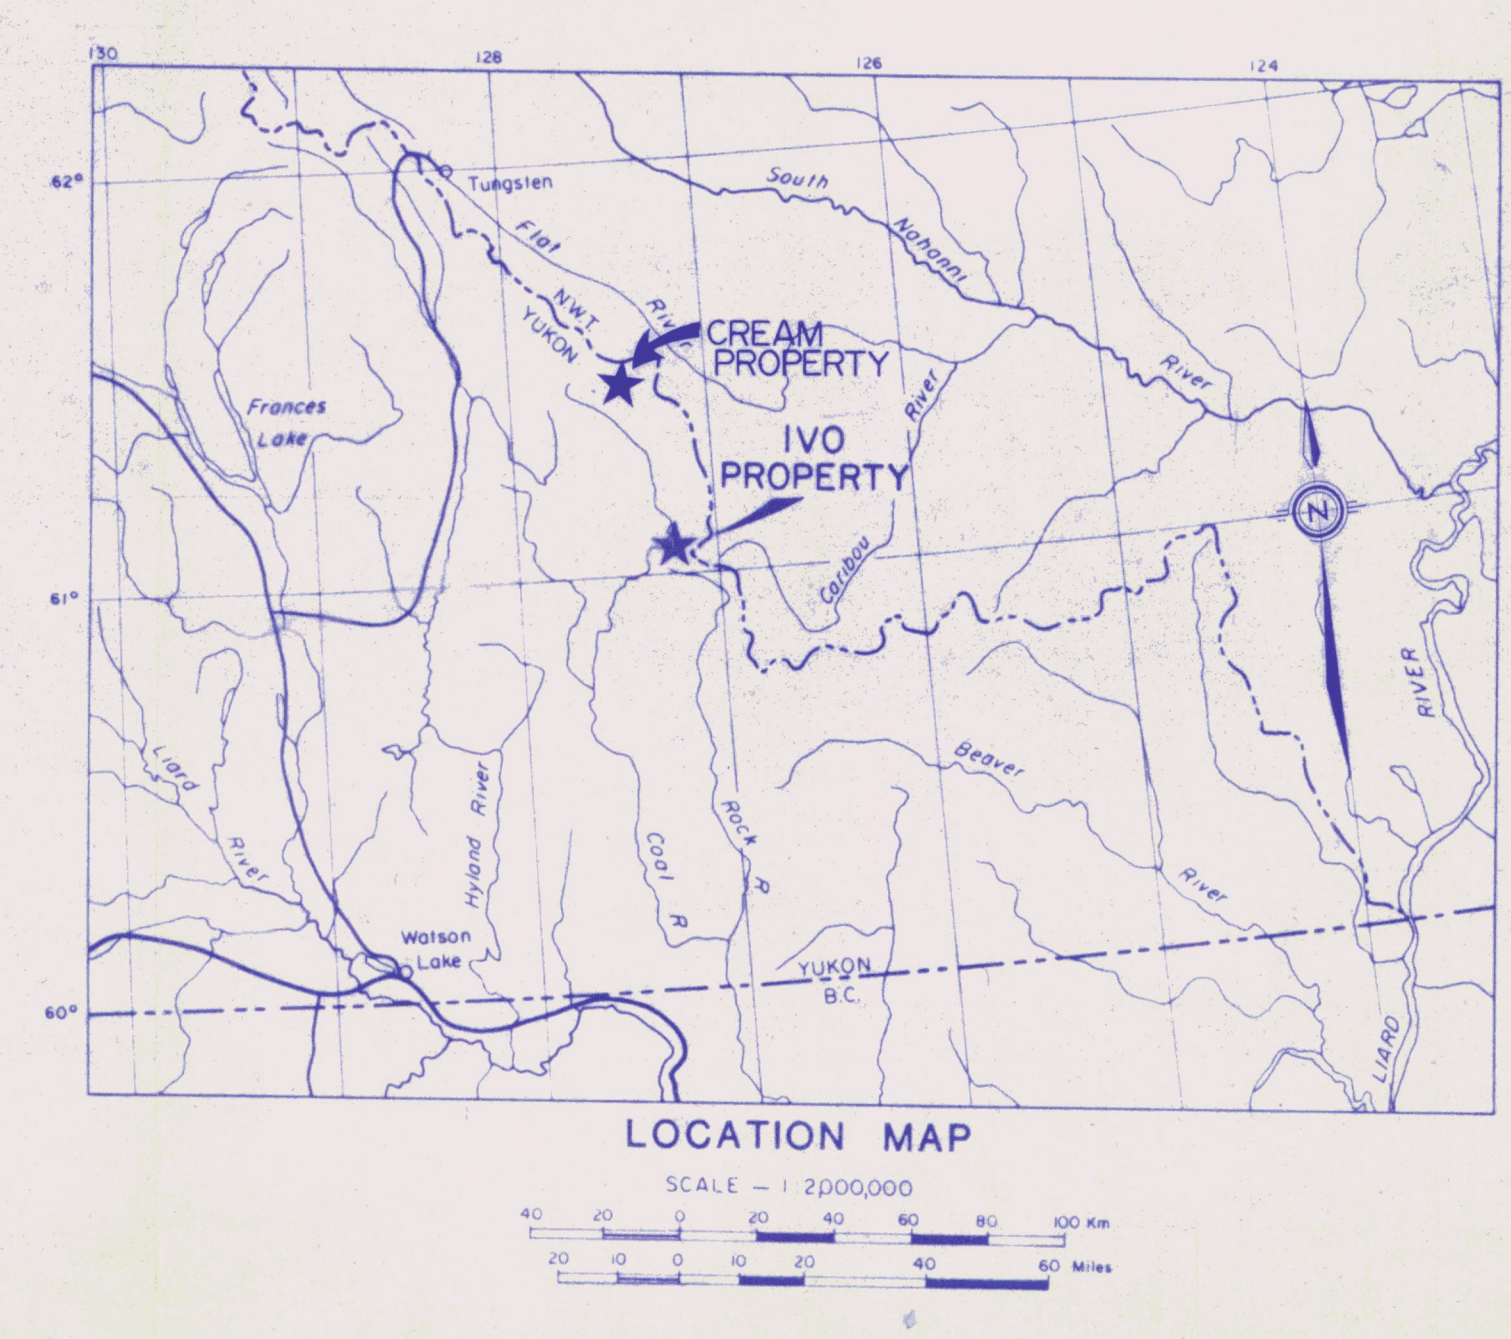 130
128
126
124
62°
Tungsten
South
Nahanni
River
Flat
River
N.W.T.
YUKON
CREAM
PROPERTY
Frances
Lake
River
IVO
PROPERTY
N
Caribou
61°
RIVER
Liard
River
Beaver
River
Hyland River
Rock
R
Coal
R
Watson
Lake
YUKON
B.C.
60°
LIARD
LOCATION MAP
SCALE – 1:2,000,000
40 20 0 20 40 60 80 100 Km
20 10 0 10 20 40 60 Miles